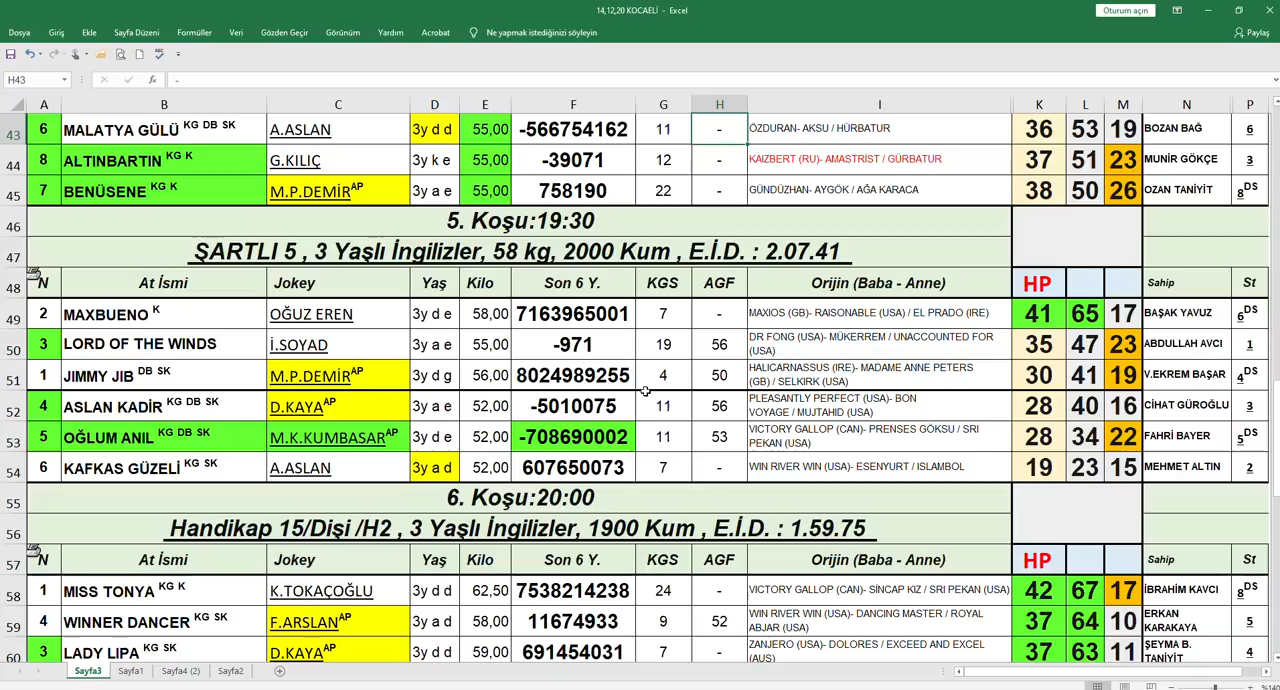 14,12,20 KOCAELİ - Excel
Oturum açın
Dosya Giriş Ekle Sayfa Düzeni Formüller Veri Gözden Geçir Görünüm Yardım Acrobat Ne yapmak istediğinizi söyleyin Paylaş
H43 fx -
A B C D E F G H I K L M N P
43 6 MALATYA GÜLÜ KG DB SK A.ASLAN 3y d d 55,00 -566754162 11 - ÖZDURAN- AKSU / HÜRBATUR 36 53 19 BOZAN BAĞ 6
44 8 ALTINBARTIN KG K G.KILIÇ 3y k e 55,00 -39071 12 - KAIZBERT (RU)- AMASTRİST / GÜRBATUR 37 51 23 MUNİR GÖKÇE 3
45 7 BENÜSENE KG K M.P.DEMİR AP 3y a e 55,00 758190 22 - GÜNDÜZHAN- AYGÖK / AĞA KARACA 38 50 26 OZAN TANİYİT 8 DS
46 5. Koşu:19:30
47 ŞARTLI 5 , 3 Yaşlı İngilizler, 58 kg, 2000 Kum , E.İ.D. : 2.07.41
48 N At İsmi Jokey Yaş Kilo Son 6 Y. KGS AGF Orijin (Baba - Anne) HP Sahip St
49 2 MAXBUENO K OĞUZ EREN 3y d e 58,00 7163965001 7 - MAXIOS (GB)- RAISONABLE (USA) / EL PRADO (IRE) 41 65 17 BAŞAK YAVUZ 6 DS
50 3 LORD OF THE WINDS İ.SOYAD 3y a e 55,00 -971 19 56 DR FONG (USA)- MÜKERREM / UNACCOUNTED FOR (USA) 35 47 23 ABDULLAH AVCI 1
51 1 JIMMY JIB DB SK M.P.DEMİR AP 3y d g 56,00 8024989255 4 50 HALICARNASSUS (IRE)- MADAME ANNE PETERS (GB) / SELKIRK (USA) 30 41 19 V.EKREM BAŞAR 4 DS
52 4 ASLAN KADİR KG DB SK D.KAYA AP 3y a e 52,00 -5010075 11 56 PLEASANTLY PERFECT (USA)- BON VOYAGE / MUJTAHID (USA) 28 40 16 CİHAT GÜROĞLU 3
53 5 OĞLUM ANIL KG DB SK M.K.KUMBASAR AP 3y d e 52,00 -708690002 11 53 VICTORY GALLOP (CAN)- PRENSES GÖKSU / SRI PEKAN (USA) 28 34 22 FAHRİ BAYER 5 DS
54 6 KAFKAS GÜZELİ KG SK A.ASLAN 3y a d 52,00 607650073 7 - WIN RIVER WIN (USA)- ESENYURT / ISLAMBOL 19 23 15 MEHMET ALTIN 2
55 6. Koşu:20:00
56 Handikap 15/Dişi /H2 , 3 Yaşlı İngilizler, 1900 Kum , E.İ.D. : 1.59.75
57 N At İsmi Jokey Yaş Kilo Son 6 Y. KGS AGF Orijin (Baba - Anne) HP Sahip St
58 1 MISS TONYA KG K K.TOKAÇOĞLU 3y d d 62,50 7538214238 24 - VICTORY GALLOP (CAN)- SİNCAP KIZ / SRI PEKAN (USA) 42 67 17 İBRAHİM KAVCI 8 DS
59 4 WINNER DANCER KG SK F.ARSLAN AP 3y a d 58,00 11674933 9 52 WIN RIVER WIN (USA)- DANCING MASTER / ROYAL ABJAR (USA) 37 64 10 ERKAN KARAKAYA 5
60 3 LADY LIPA KG SK D.KAYA AP 3y d d 59,00 691454031 7 - ZANJERO (USA)- DOLORES / EXCEED AND EXCEL (AUS) 37 63 11 ŞEYMA B. TANİYİT 4
Sayfa3 Sayfa1 Sayfa4 (2) Sayfa2
%140